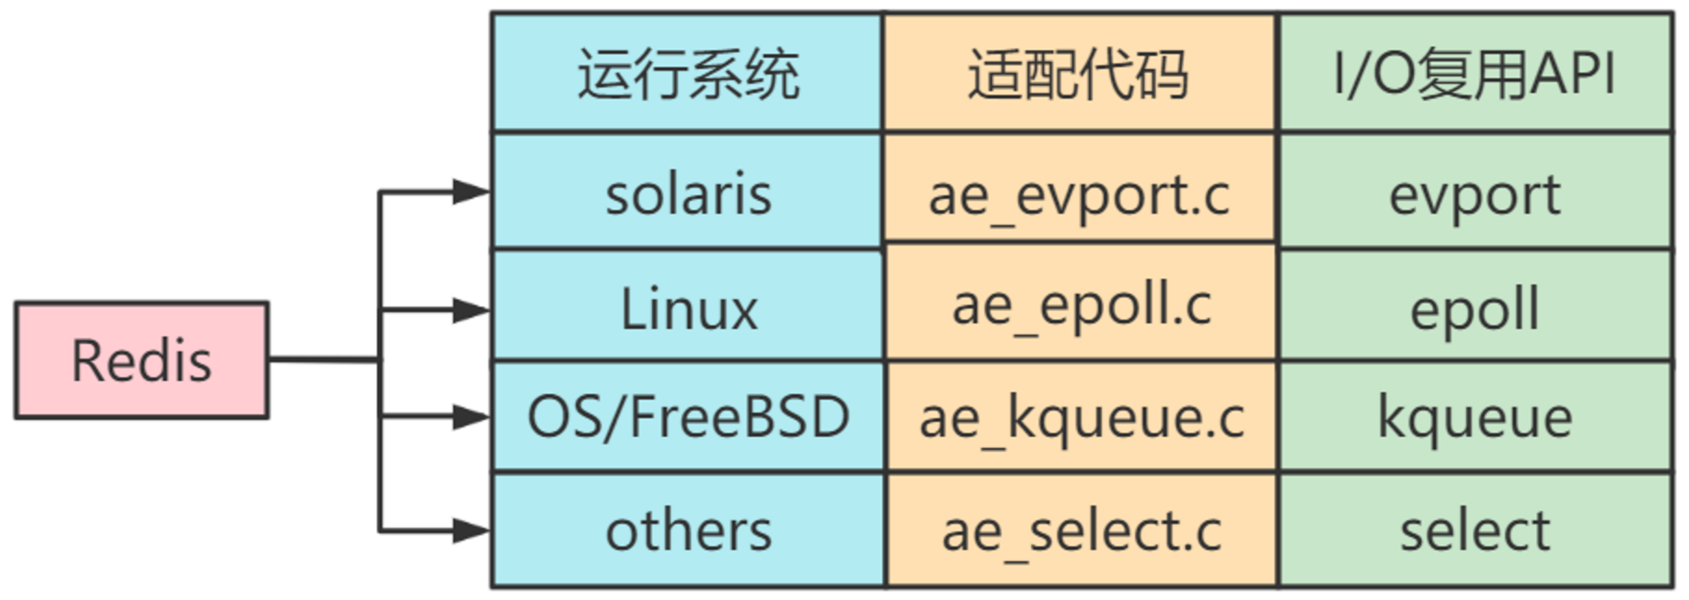 运行系统 适配代码 I/O复用API
solaris ae_evport.c evport
Linux ae_epoll.c epoll
Redis
OS/FreeBSD ae_kqueue.c kqueue
others ae_select.c select